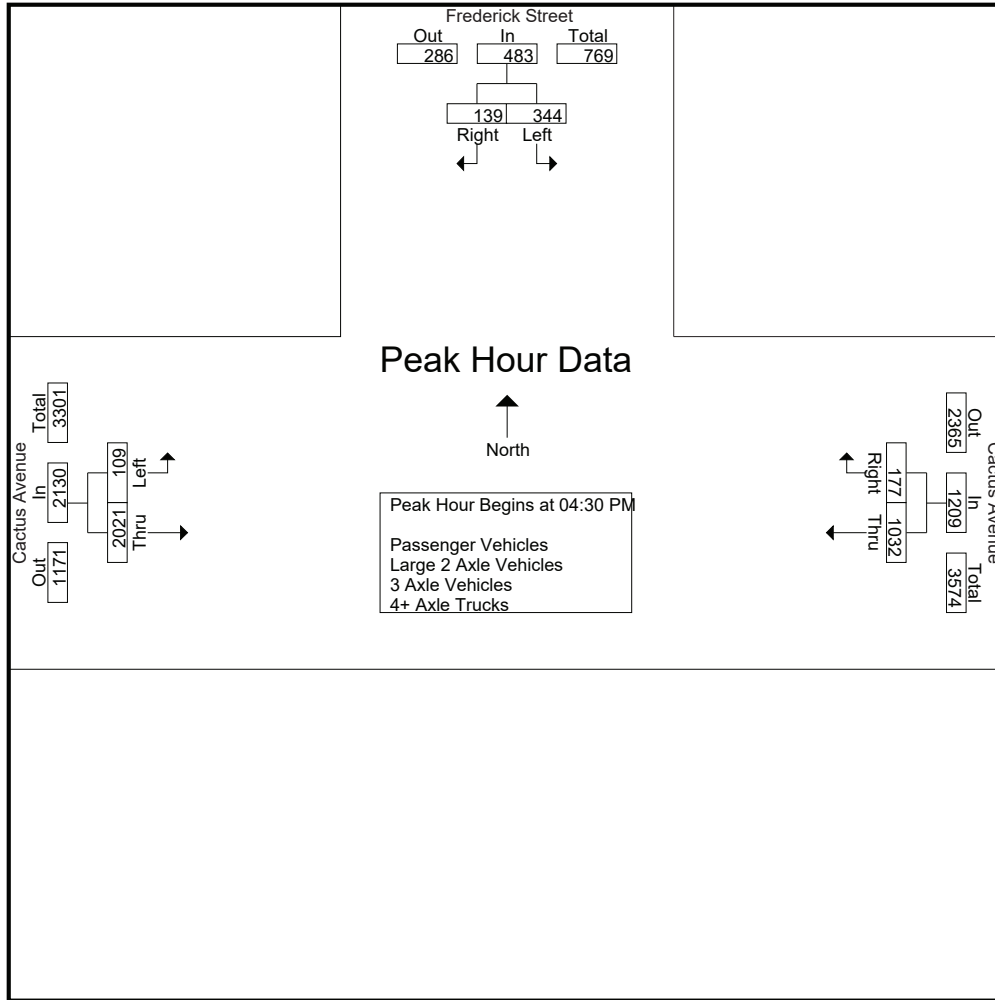 Frederick Street
Out In Total
286 483 769
139 344
Right Left
Peak Hour Data
North
Peak Hour Begins at 04:30 PM
Passenger Vehicles
Large 2 Axle Vehicles
3 Axle Vehicles
4+ Axle Trucks
Cactus Avenue
Out In Total
1171 2130 3301
2021 109
Thru Left
Cactus Avenue
Out In Total
2365 1209 3574
177 1032
Right Thru